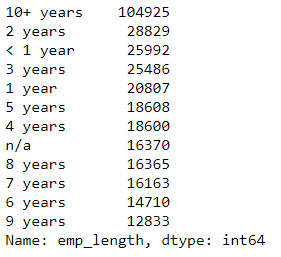 10+ years    104925
2 years       28829
< 1 year      25992
3 years       25486
1 year        20807
5 years       18608
4 years       18600
n/a           16370
8 years       16365
7 years       16163
6 years       14710
9 years       12833
Name: emp_length, dtype: int64